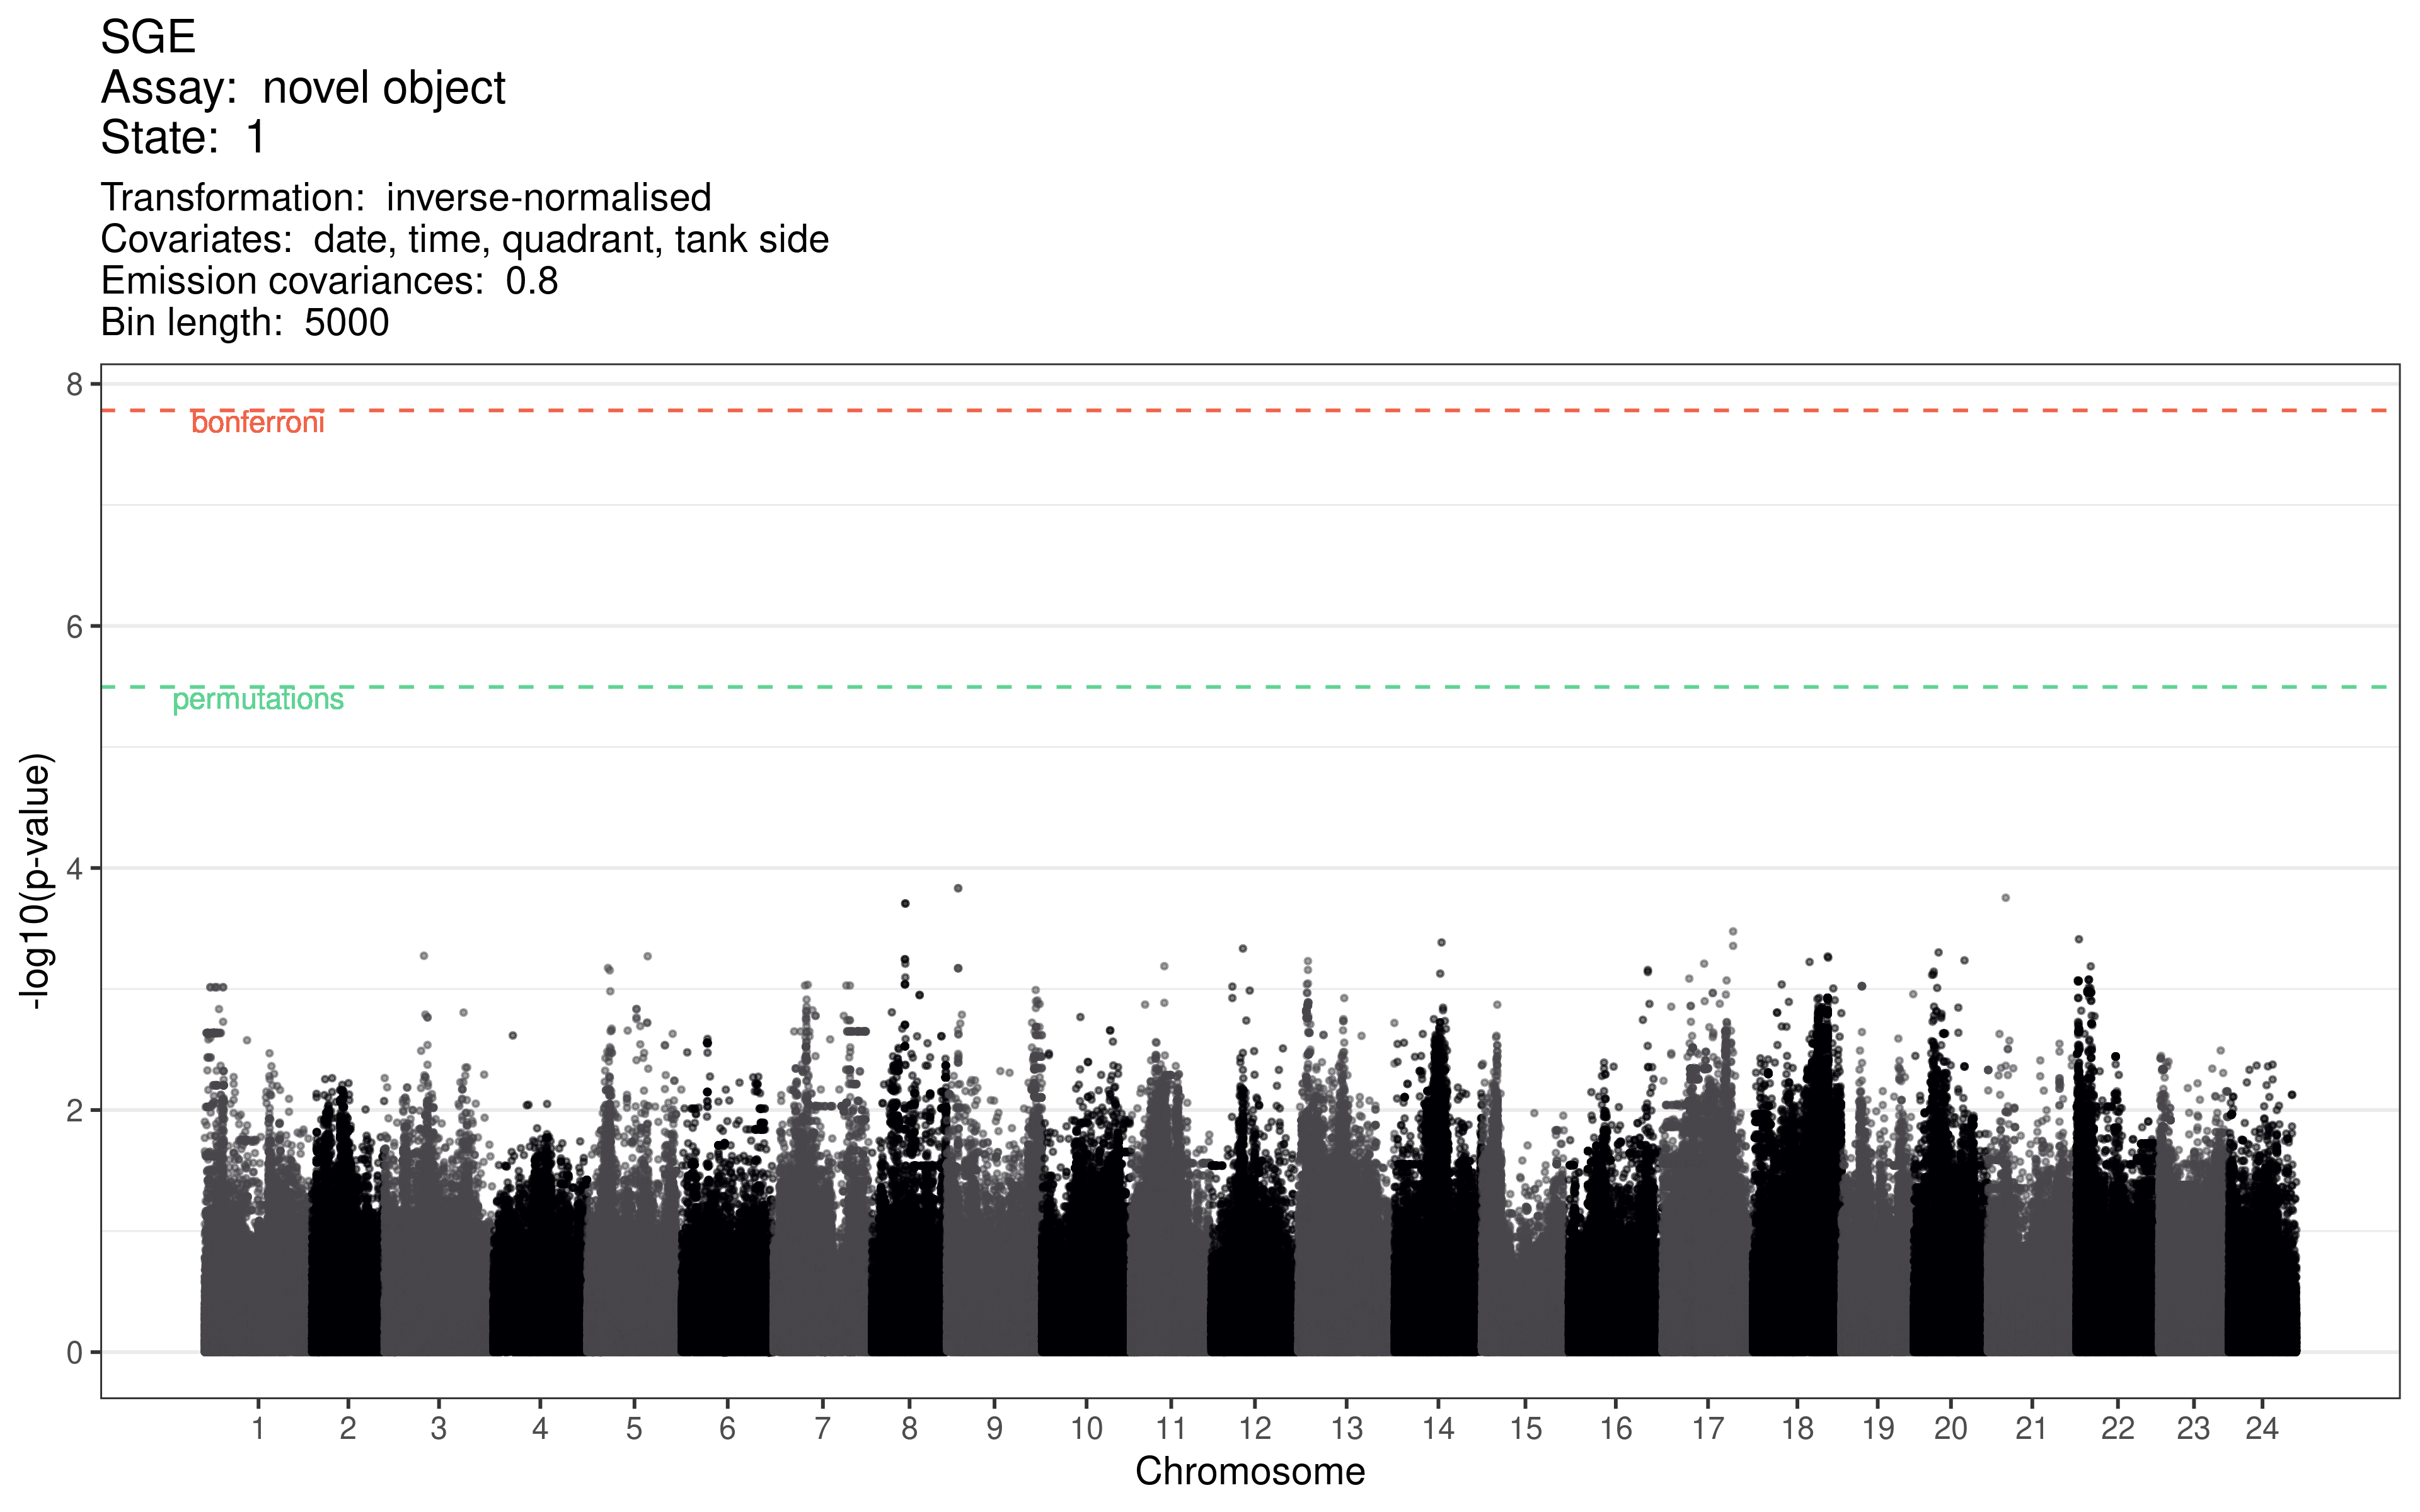 SGE
Assay:  novel object
State:  1
Transformation:  inverse-normalised
Covariates:  date, time, quadrant, tank side
Emission covariances:  0.8
Bin length:  5000
8
bonferroni
6
permutations
4
2
0
-log10(p-value)
1 2 3 4 5 6 7 8 9 10 11 12 13 14 15 16 17 18 19 20 21 22 23 24
Chromosome